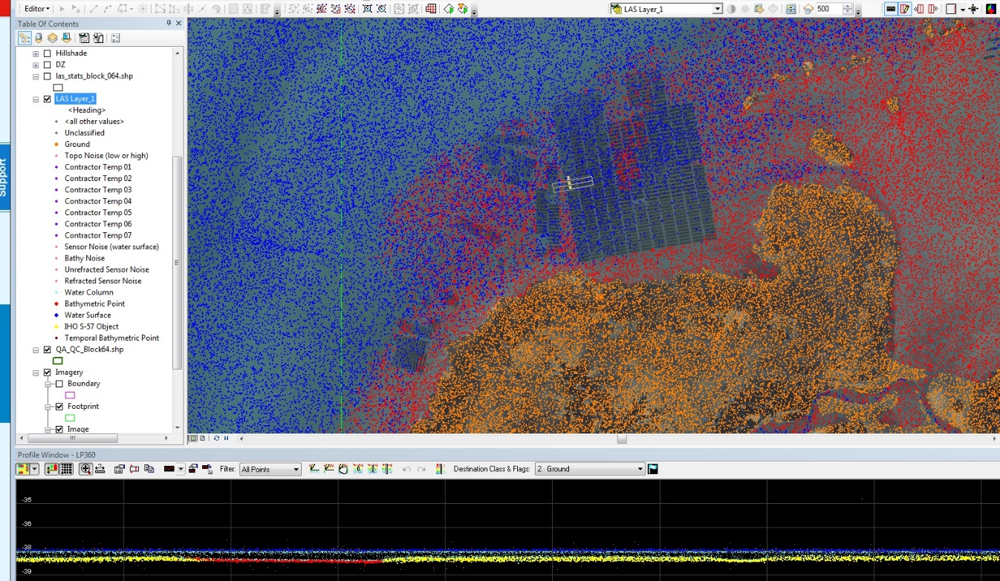 Editor
LAS Layer_1
500
Table Of Contents
Hillshade
DZ
las_stats_block_064.shp
LAS Layer_1
<Heading>
<all other values>
Unclassified
Ground
Topo Noise (low or high)
Contractor Temp 01
Contractor Temp 02
Contractor Temp 03
Contractor Temp 04
Contractor Temp 05
Contractor Temp 06
Contractor Temp 07
Sensor Noise (water surface)
Bathy Noise
Unrefracted Sensor Noise
Refracted Sensor Noise
Water Column
Bathymetric Point
Water Surface
IHO S-57 Object
Temporal Bathymetric Point
QA_QC_Block64.shp
Imagery
Boundary
Footprint
Image
Support
Profile Window - LP360
Filter: All Points
Destination Class & Flags: 2 Ground
-35
-36
-38
-39